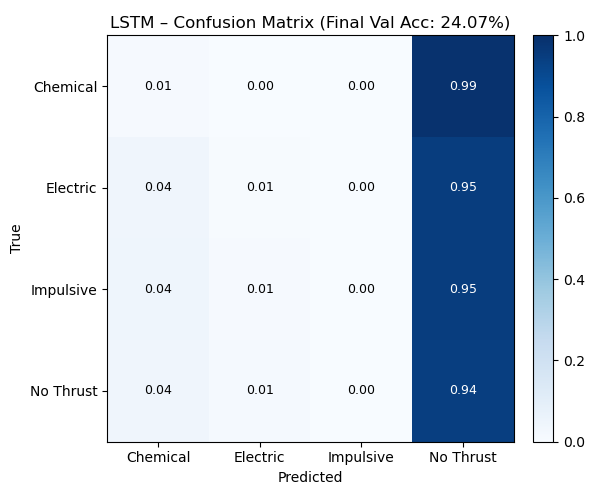 LSTM – Confusion Matrix (Final Val Acc: 24.07%)
True
Chemical 0.01 0.00 0.00 0.99
Electric 0.04 0.01 0.00 0.95
Impulsive 0.04 0.01 0.00 0.95
No Thrust 0.04 0.01 0.00 0.94
Chemical Electric Impulsive No Thrust
Predicted
1.0
0.8
0.6
0.4
0.2
0.0